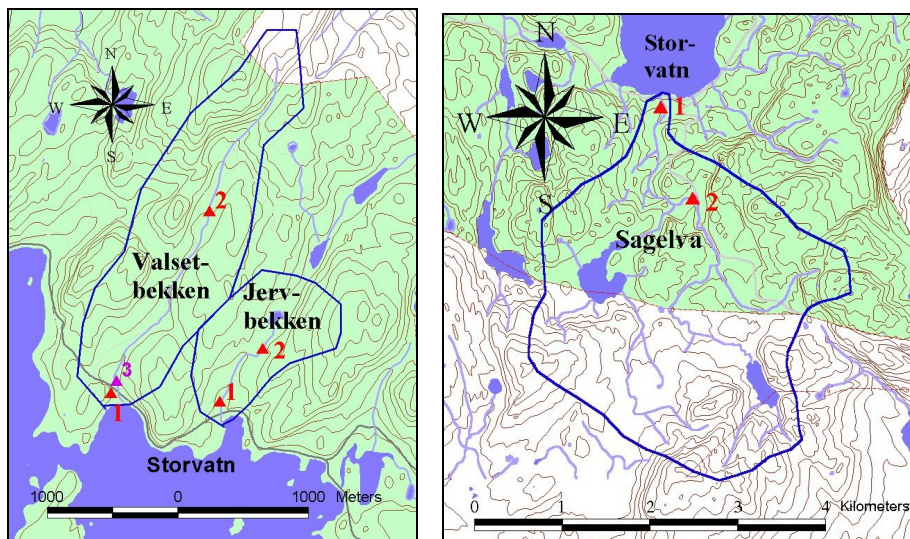 N
W E
S
2
Valset-
bekken
Jerv-
bekken
2
3
1
1
Storvatn
1000 0 1000 Meters
N
Stor-
vatn
1
W E
S
2
Sagelva
0 1 2 3 4 Kilometers